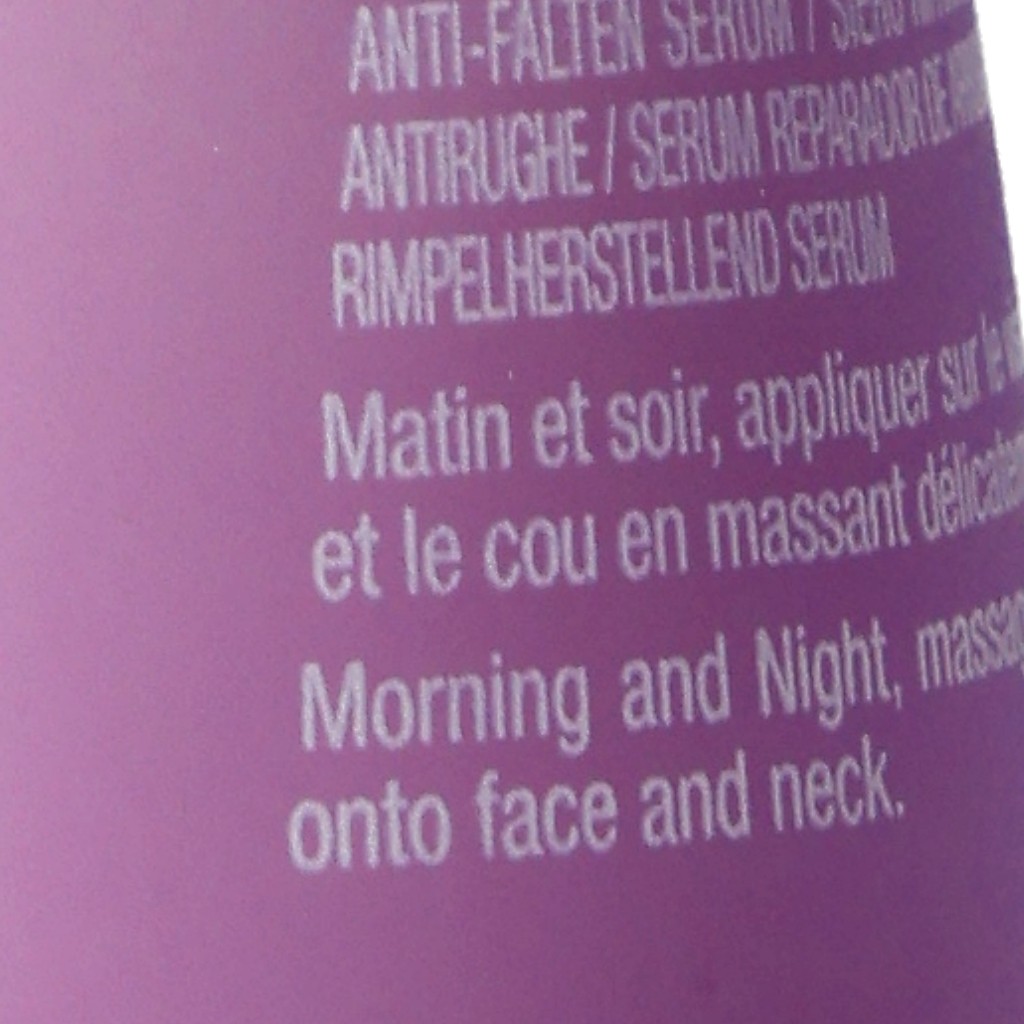 ANTI-FALTEN SERUM /
ANTIRUGHE / SERUM REPARADOR DE
RIMPELHERSTELLEND SERUM
Matin et soir, appliquer sur le
et le cou en massant
Morning and Night,
onto face and neck.